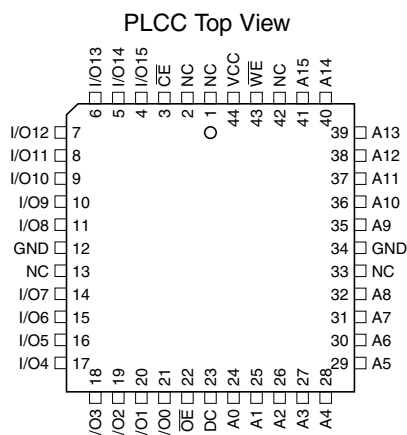 PLCC Top View
I/O13 I/O14 I/O15 C̅E̅ NC NC VCC W̅E̅ NC A15 A14
6 5 4 3 2 1 44 43 42 41 40
I/O12 7 39 A13
I/O11 8 38 A12
I/O10 9 37 A11
I/O9 10 36 A10
I/O8 11 35 A9
GND 12 34 GND
NC 13 33 NC
I/O7 14 32 A8
I/O6 15 31 A7
I/O5 16 30 A6
I/O4 17 29 A5
18 19 20 21 22 23 24 25 26 27 28
/O3 /O2 /O1 /O0 O̅E̅ DC A0 A1 A2 A3 A4